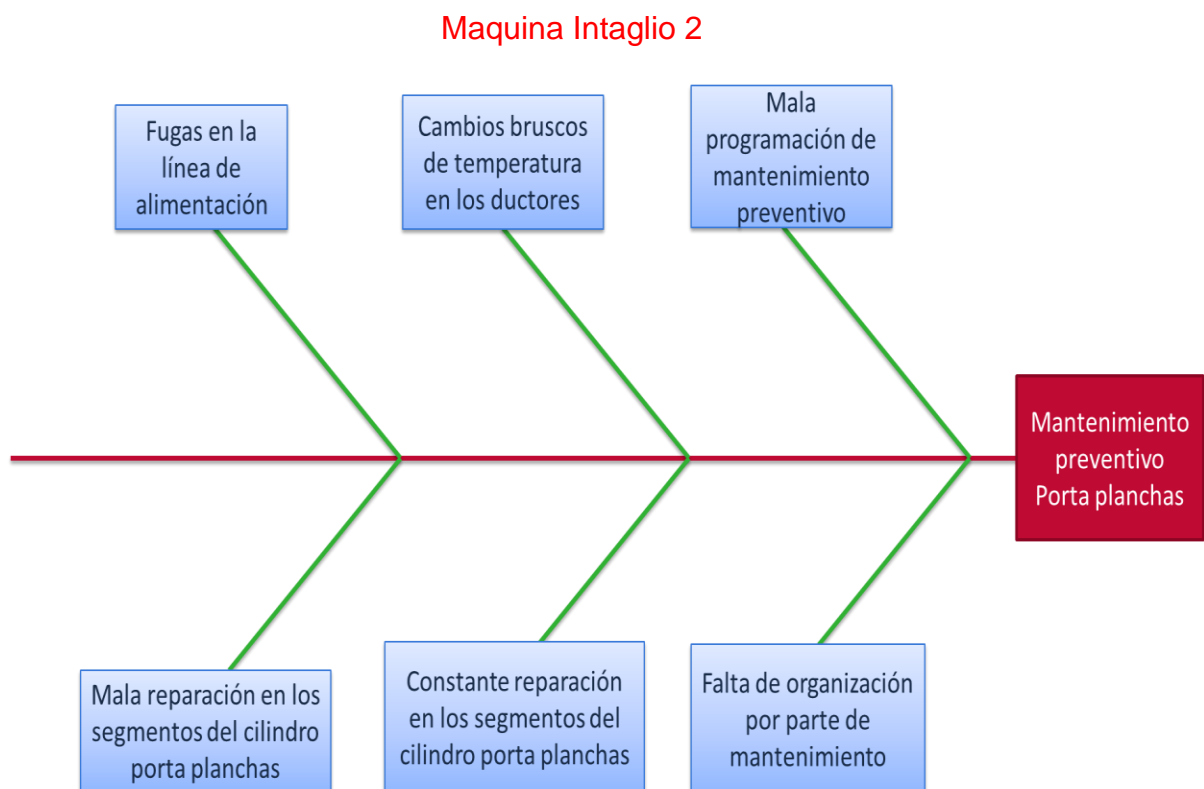 Maquina Intaglio 2
Fugas en la
línea de
alimentación
Cambios bruscos
de temperatura
en los ductores
Mala
programación de
mantenimiento
preventivo
Mantenimiento
preventivo
Porta planchas
Mala reparación en los
segmentos del cilindro
porta planchas
Constante reparación
en los segmentos del
cilindro porta planchas
Falta de organización
por parte de
mantenimiento